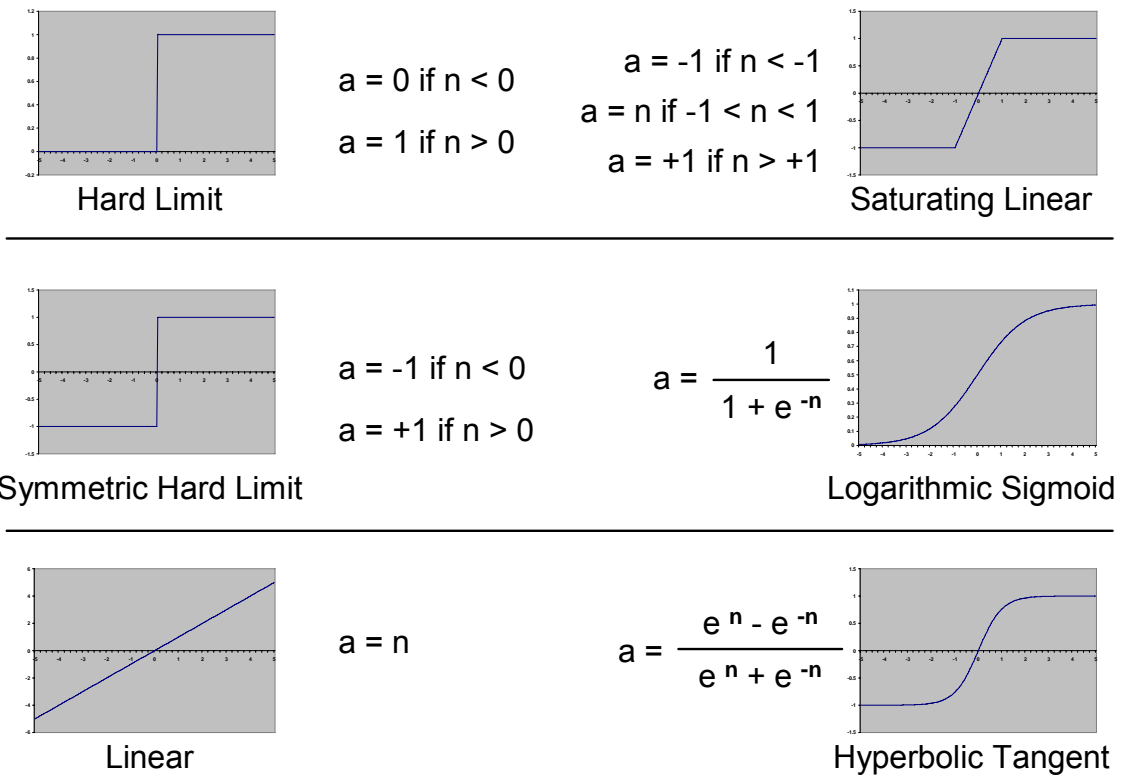 a = 0 if n < 0
a = 1 if n > 0
Hard Limit
a = -1 if n < -1
a = n if -1 < n < 1
a = +1 if n > +1
Saturating Linear
a = -1 if n < 0
a = +1 if n > 0
Symmetric Hard Limit
a = 1
1 + e -n
Logarithmic Sigmoid
a = n
Linear
a = e n - e -n
e n + e -n
Hyperbolic Tangent